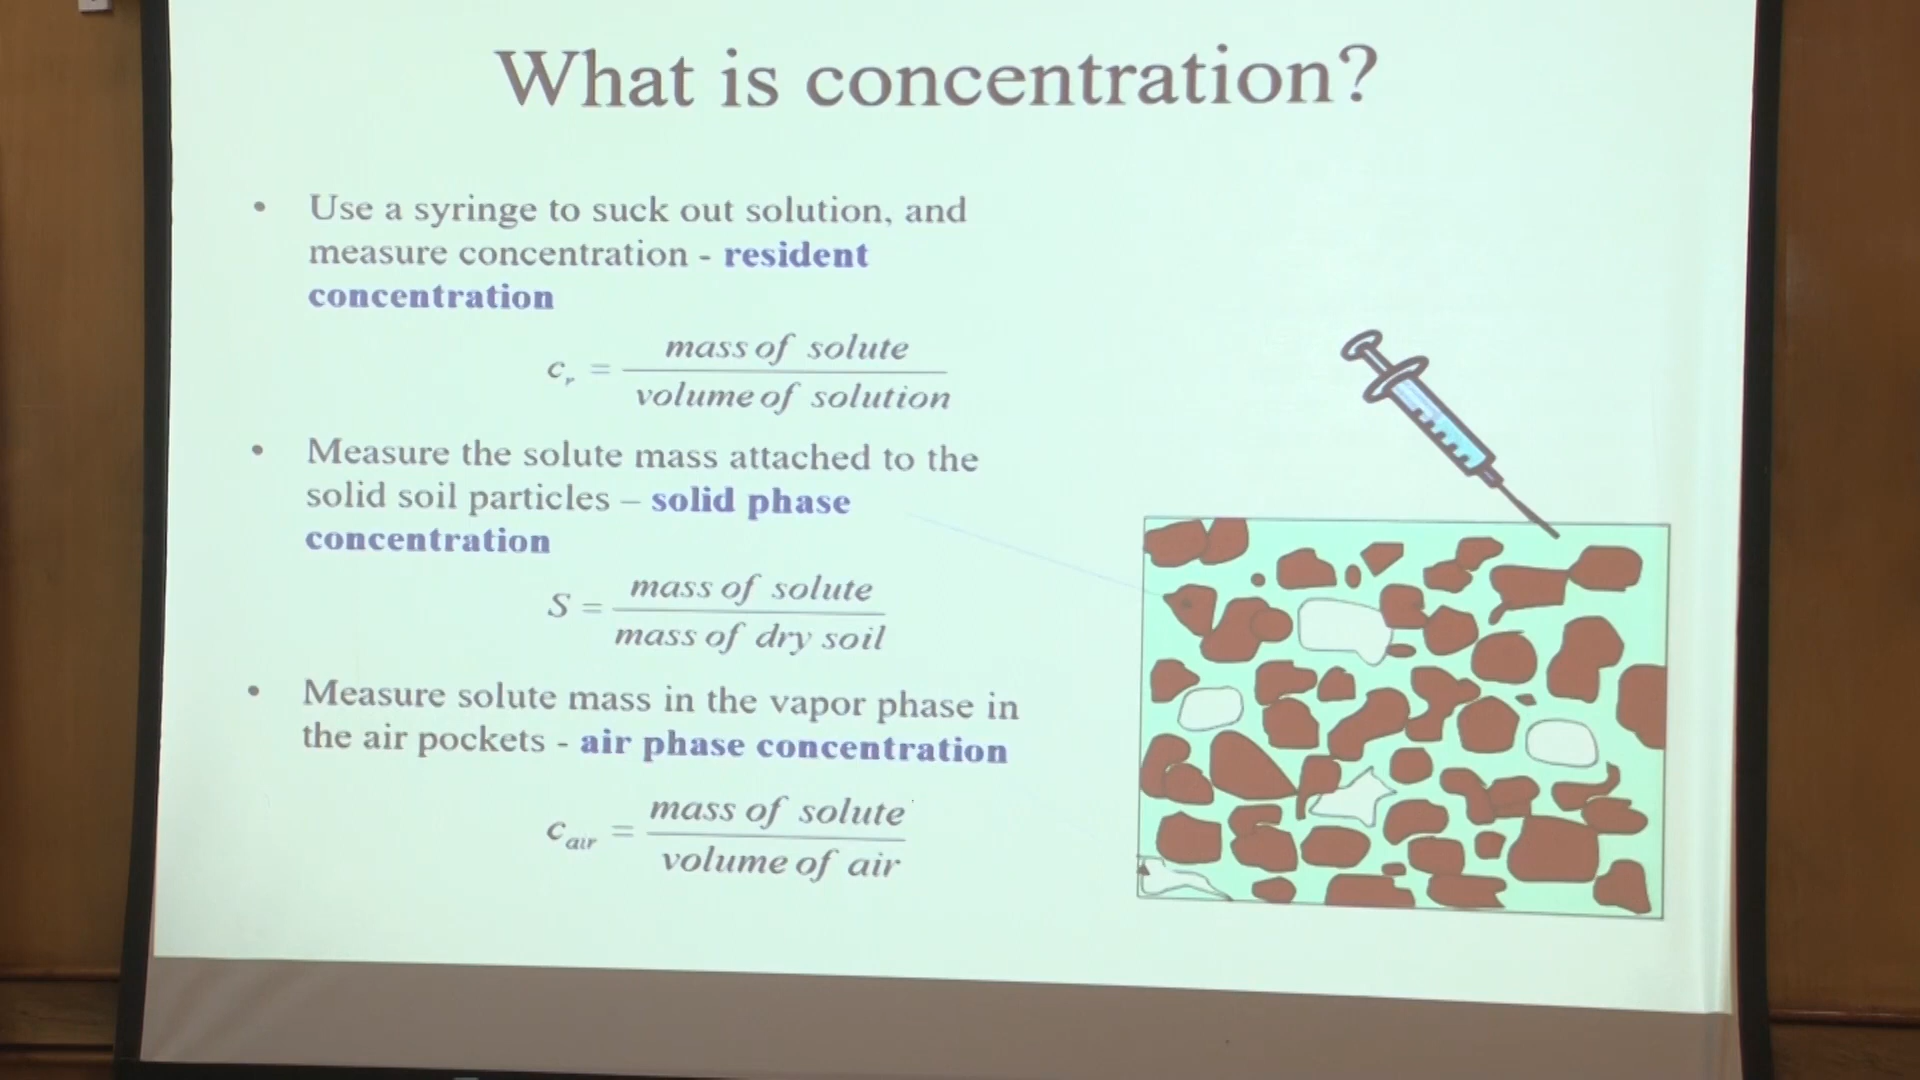 What is concentration?
• Use a syringe to suck out solution, and
measure concentration - resident
concentration
c_r = mass of solute / volume of solution
• Measure the solute mass attached to the
solid soil particles – solid phase
concentration
S = mass of solute / mass of dry soil
• Measure solute mass in the vapor phase in
the air pockets - air phase concentration
c_air = mass of solute / volume of air